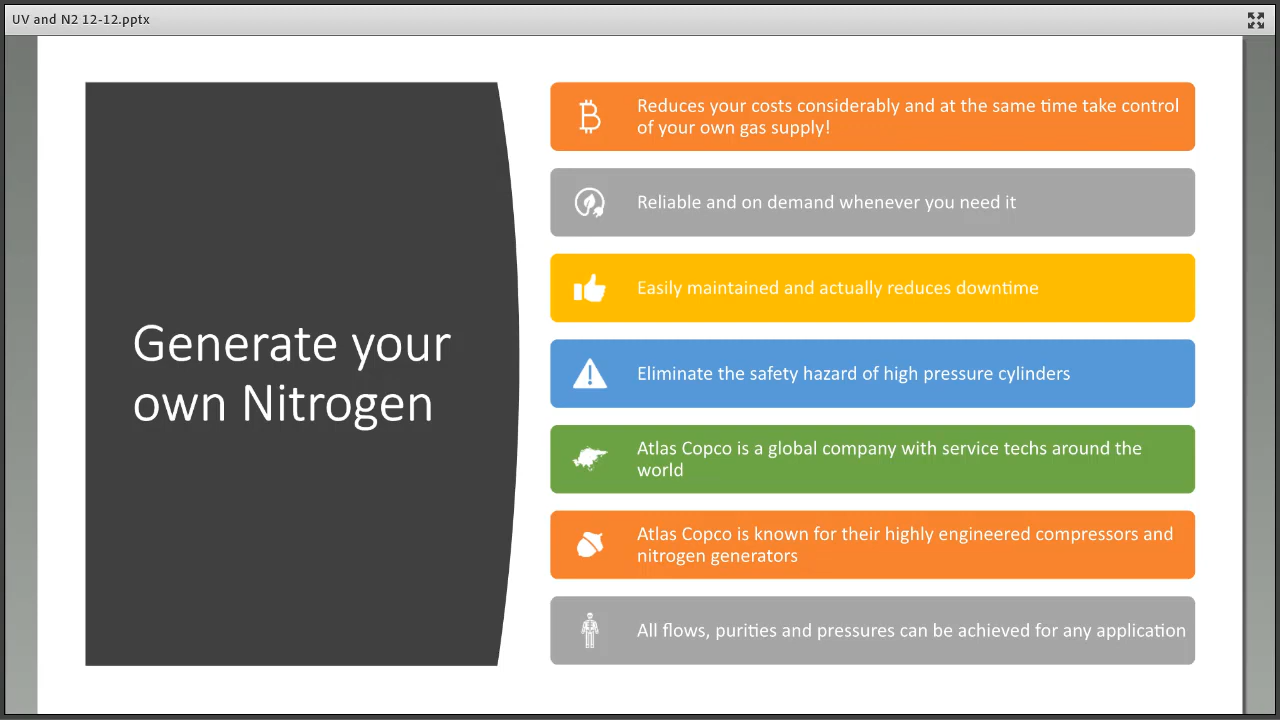 UV and N2 12-12.pptx
Generate your
own Nitrogen
Reduces your costs considerably and at the same time take control
of your own gas supply!
Reliable and on demand whenever you need it
Easily maintained and actually reduces downtime
Eliminate the safety hazard of high pressure cylinders
Atlas Copco is a global company with service techs around the
world
Atlas Copco is known for their highly engineered compressors and
nitrogen generators
All flows, purities and pressures can be achieved for any application